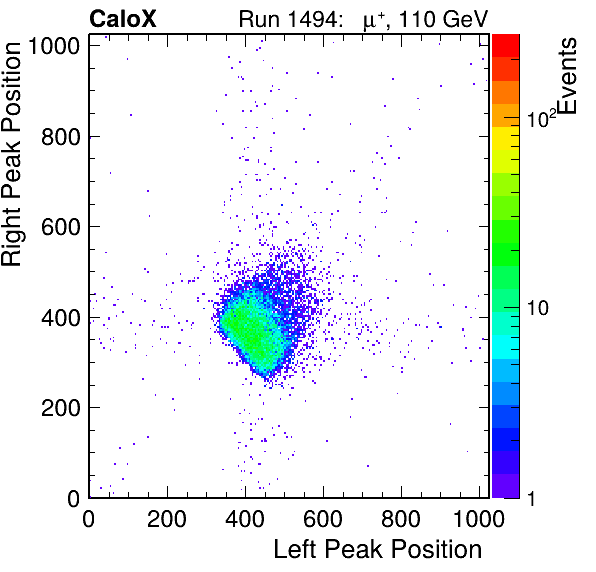 CaloX Run 1494: μ⁺, 110 GeV
Right Peak Position
1000
800
600
400
200
0
0 200 400 600 800 1000
Left Peak Position
Events
10²
10
1